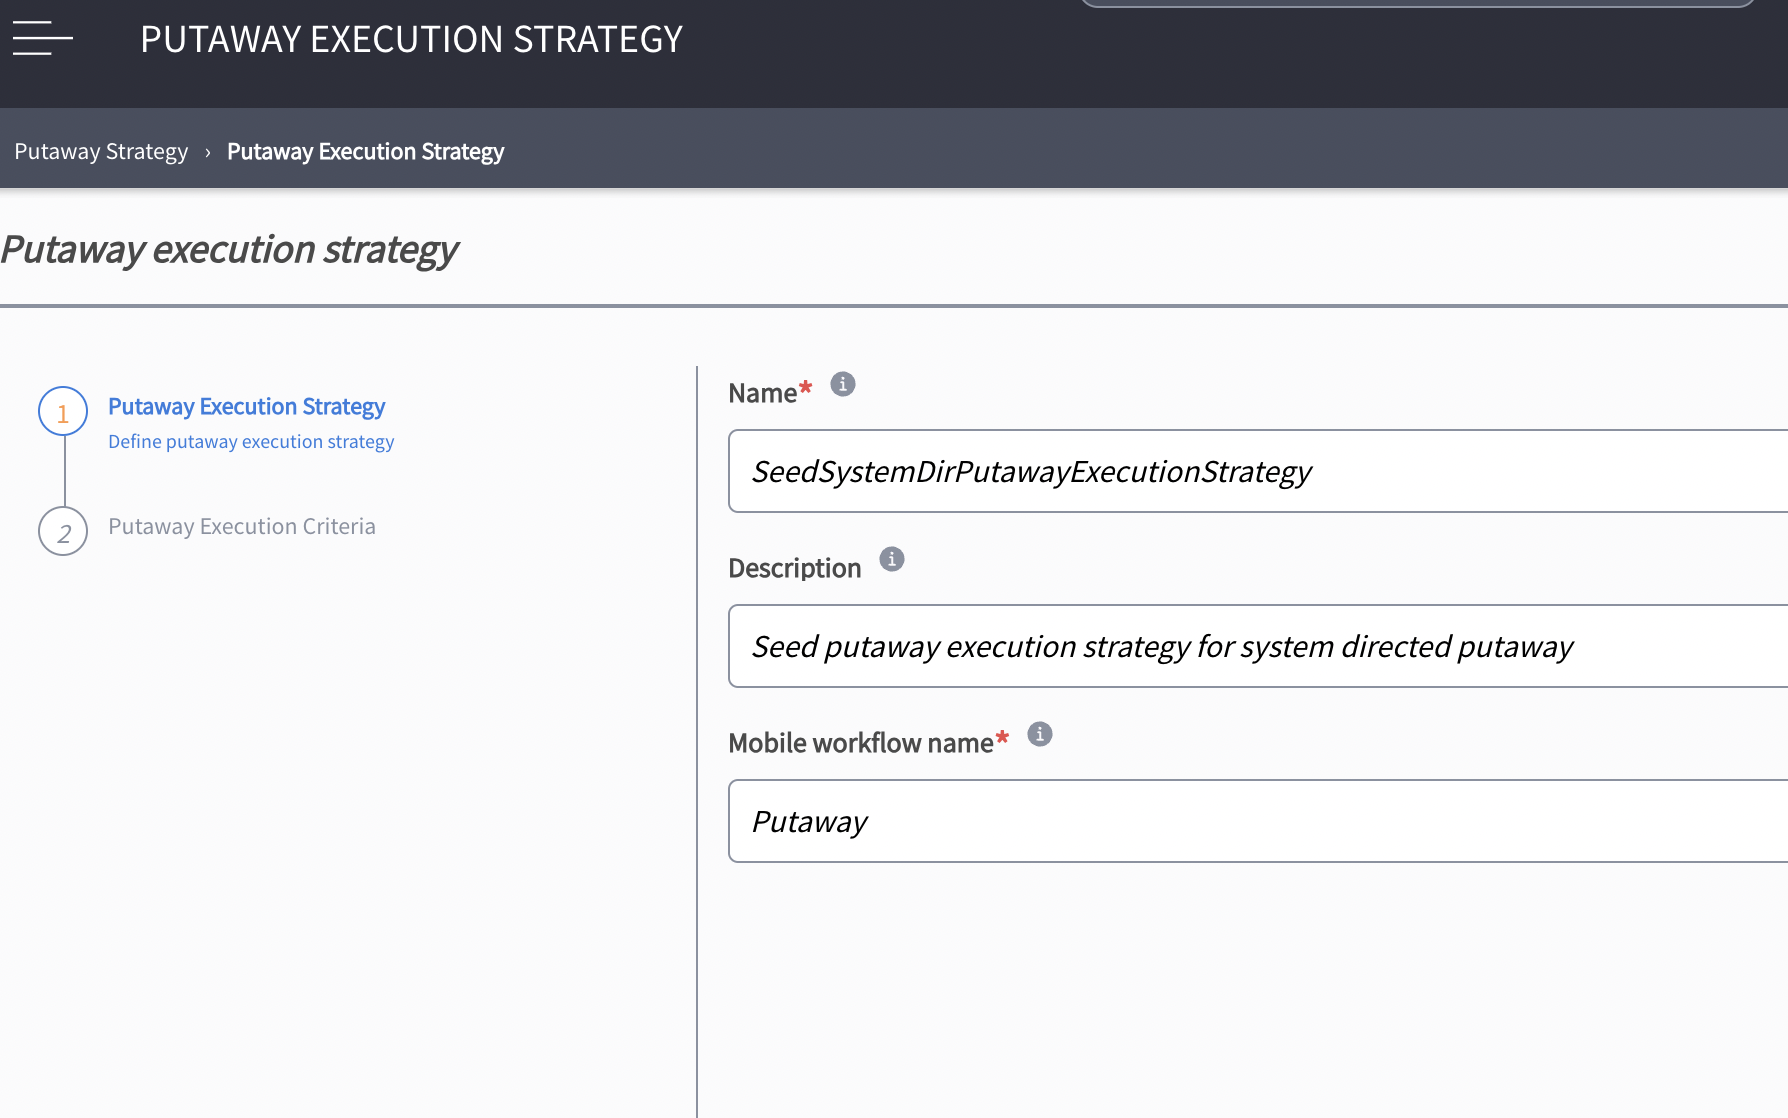 PUTAWAY EXECUTION STRATEGY
Putaway Strategy › Putaway Execution Strategy
Putaway execution strategy
1 Putaway Execution Strategy
Define putaway execution strategy
2 Putaway Execution Criteria
Name*
SeedSystemDirPutawayExecutionStrategy
Description
Seed putaway execution strategy for system directed putaway
Mobile workflow name*
Putaway